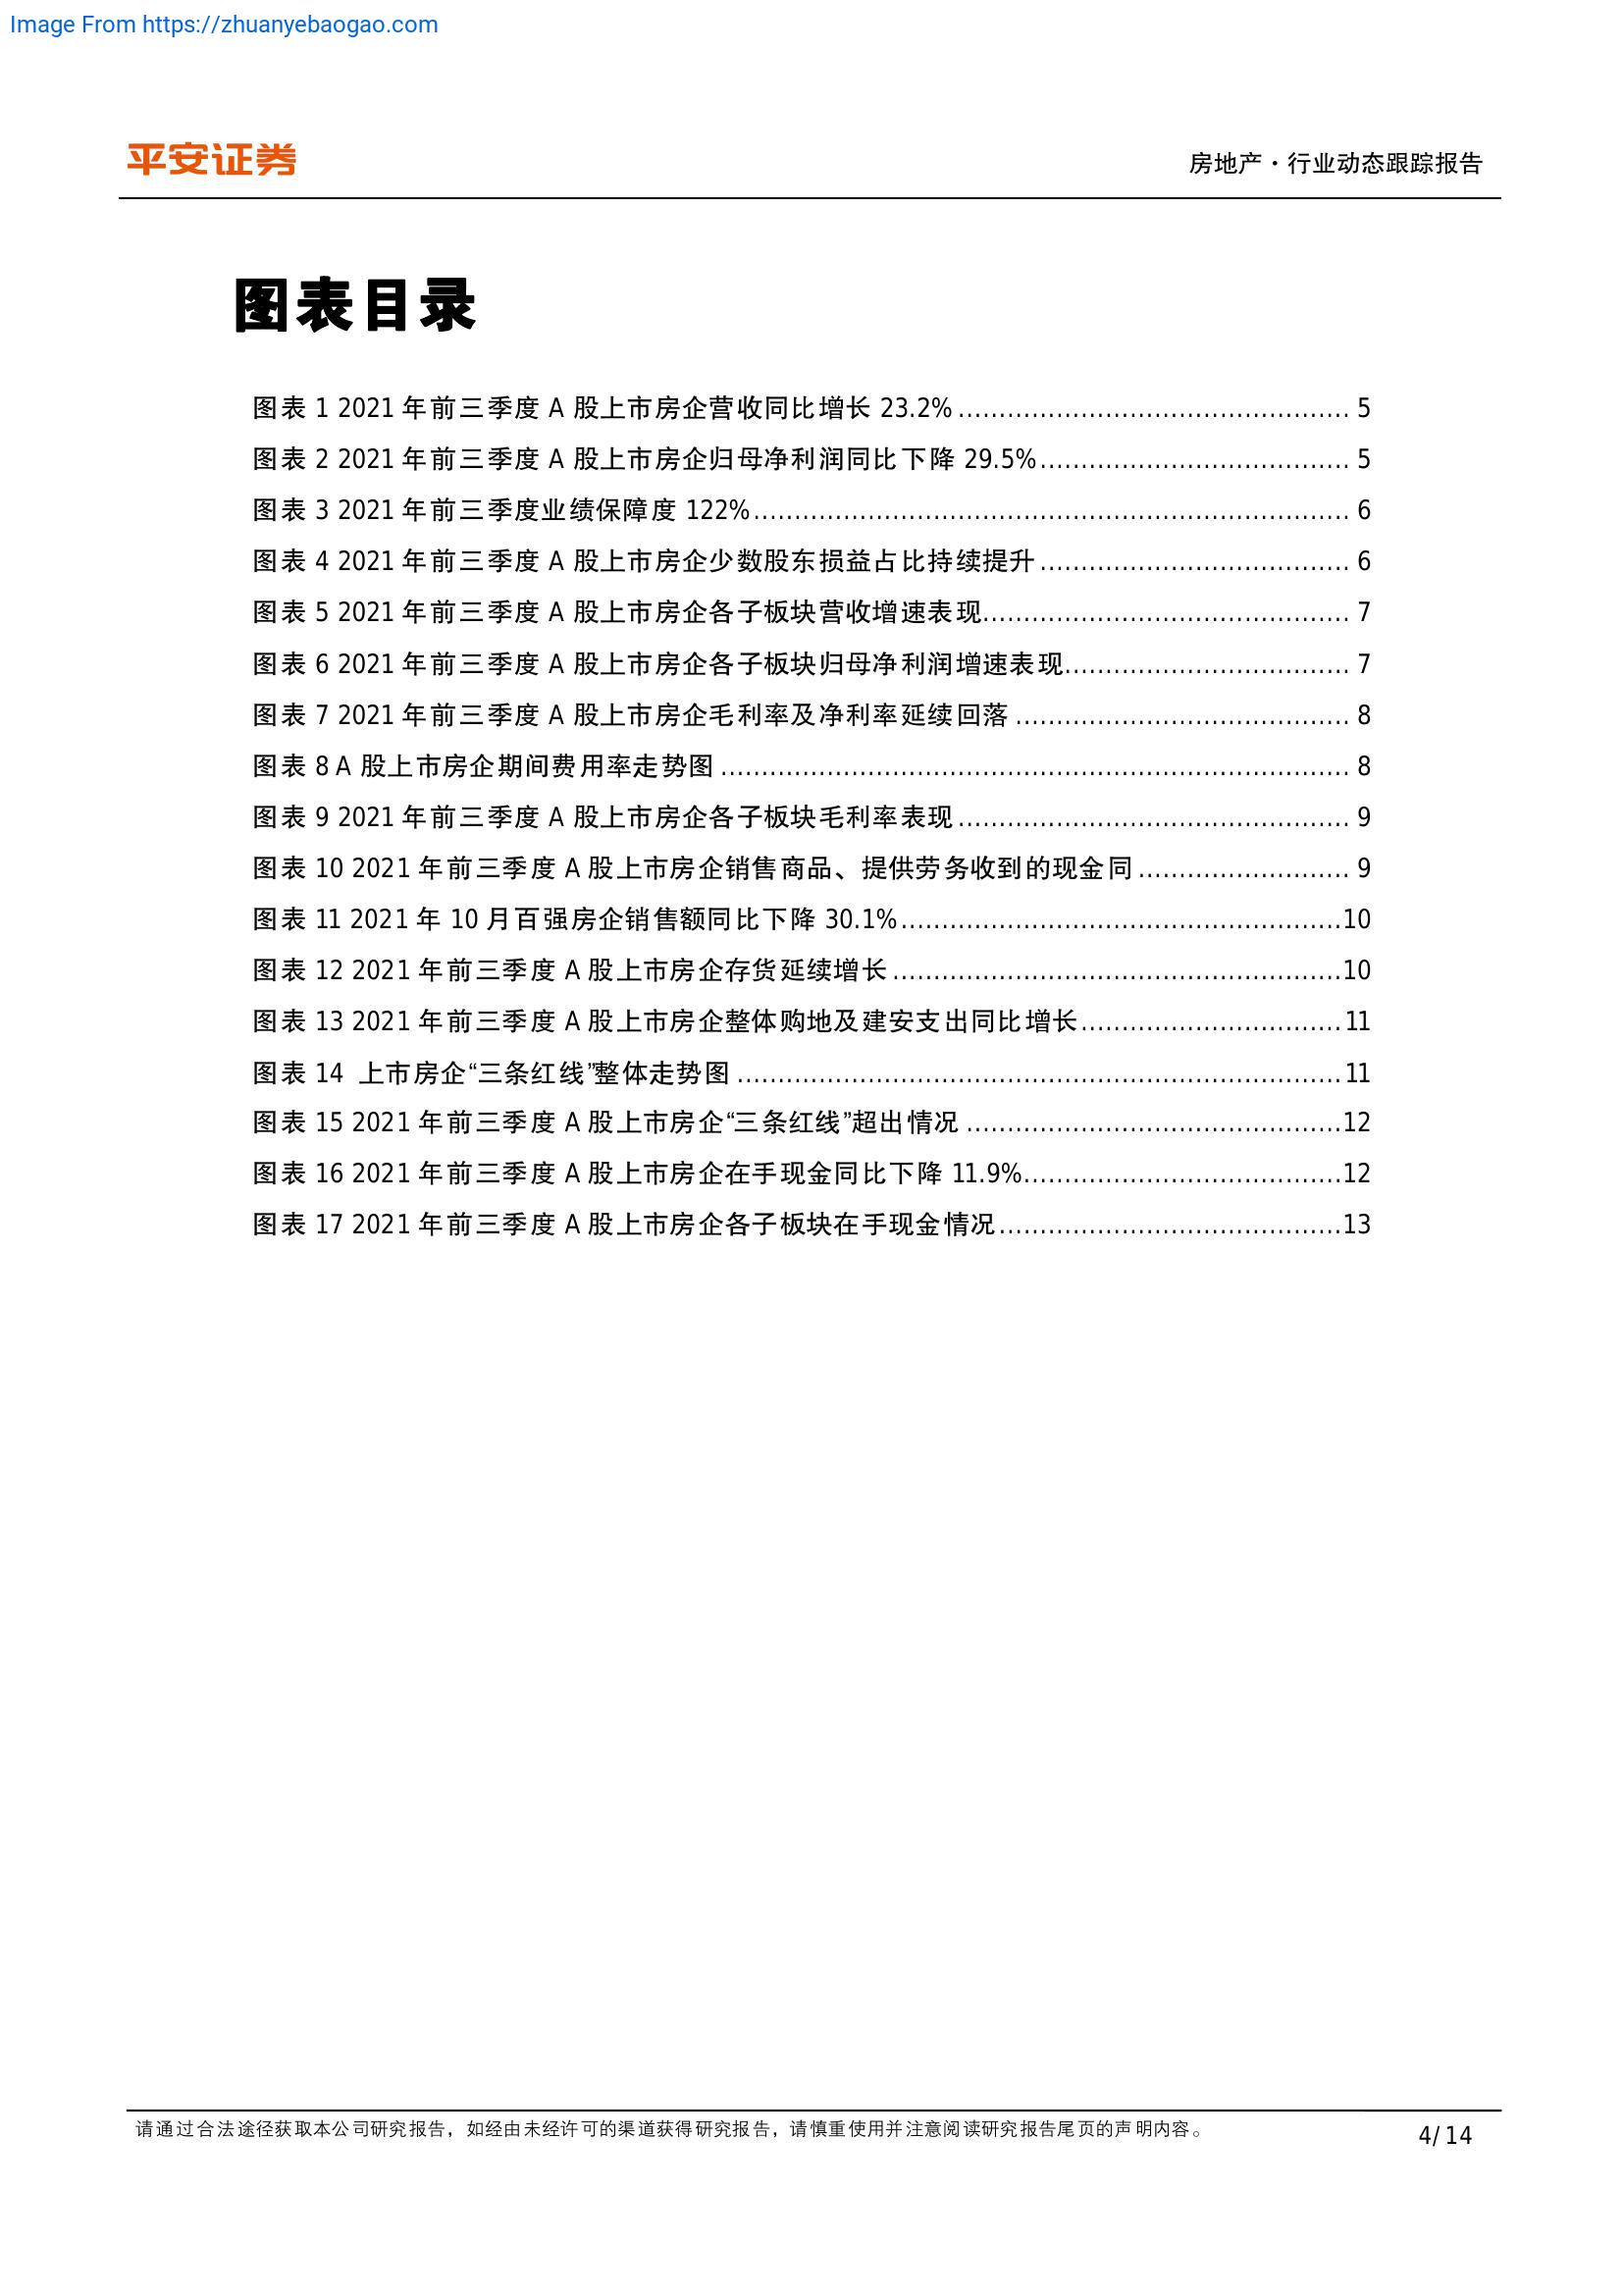 Image From https://zhuanyebaogao.com
平安证券
房地产·行业动态跟踪报告
图表目录
图表 1 2021 年前三季度 A 股上市房企营收同比增长 23.2% ................................................ 5
图表 2 2021 年前三季度 A 股上市房企归母净利润同比下降 29.5%...................................... 5
图表 3 2021 年前三季度业绩保障度 122%......................................................................... 6
图表 4 2021 年前三季度 A 股上市房企少数股东损益占比持续提升 ...................................... 6
图表 5 2021 年前三季度 A 股上市房企各子板块营收增速表现............................................. 7
图表 6 2021 年前三季度 A 股上市房企各子板块归母净利润增速表现................................... 7
图表 7 2021 年前三季度 A 股上市房企毛利率及净利率延续回落 ......................................... 8
图表 8 A 股上市房企期间费用率走势图 ............................................................................. 8
图表 9 2021 年前三季度 A 股上市房企各子板块毛利率表现 ................................................ 9
图表 10 2021 年前三季度 A 股上市房企销售商品、提供劳务收到的现金同 .......................... 9
图表 11 2021 年 10 月百强房企销售额同比下降 30.1%......................................................10
图表 12 2021 年前三季度 A 股上市房企存货延续增长 .......................................................10
图表 13 2021 年前三季度 A 股上市房企整体购地及建安支出同比增长................................11
图表 14 上市房企“三条红线”整体走势图 ..........................................................................11
图表 15 2021 年前三季度 A 股上市房企“三条红线”超出情况 ..............................................12
图表 16 2021 年前三季度 A 股上市房企在手现金同比下降 11.9%.......................................12
图表 17 2021 年前三季度 A 股上市房企各子板块在手现金情况..........................................13
请通过合法途径获取本公司研究报告，如经由未经许可的渠道获得研究报告，请慎重使用并注意阅读研究报告尾页的声明内容。
4/ 14